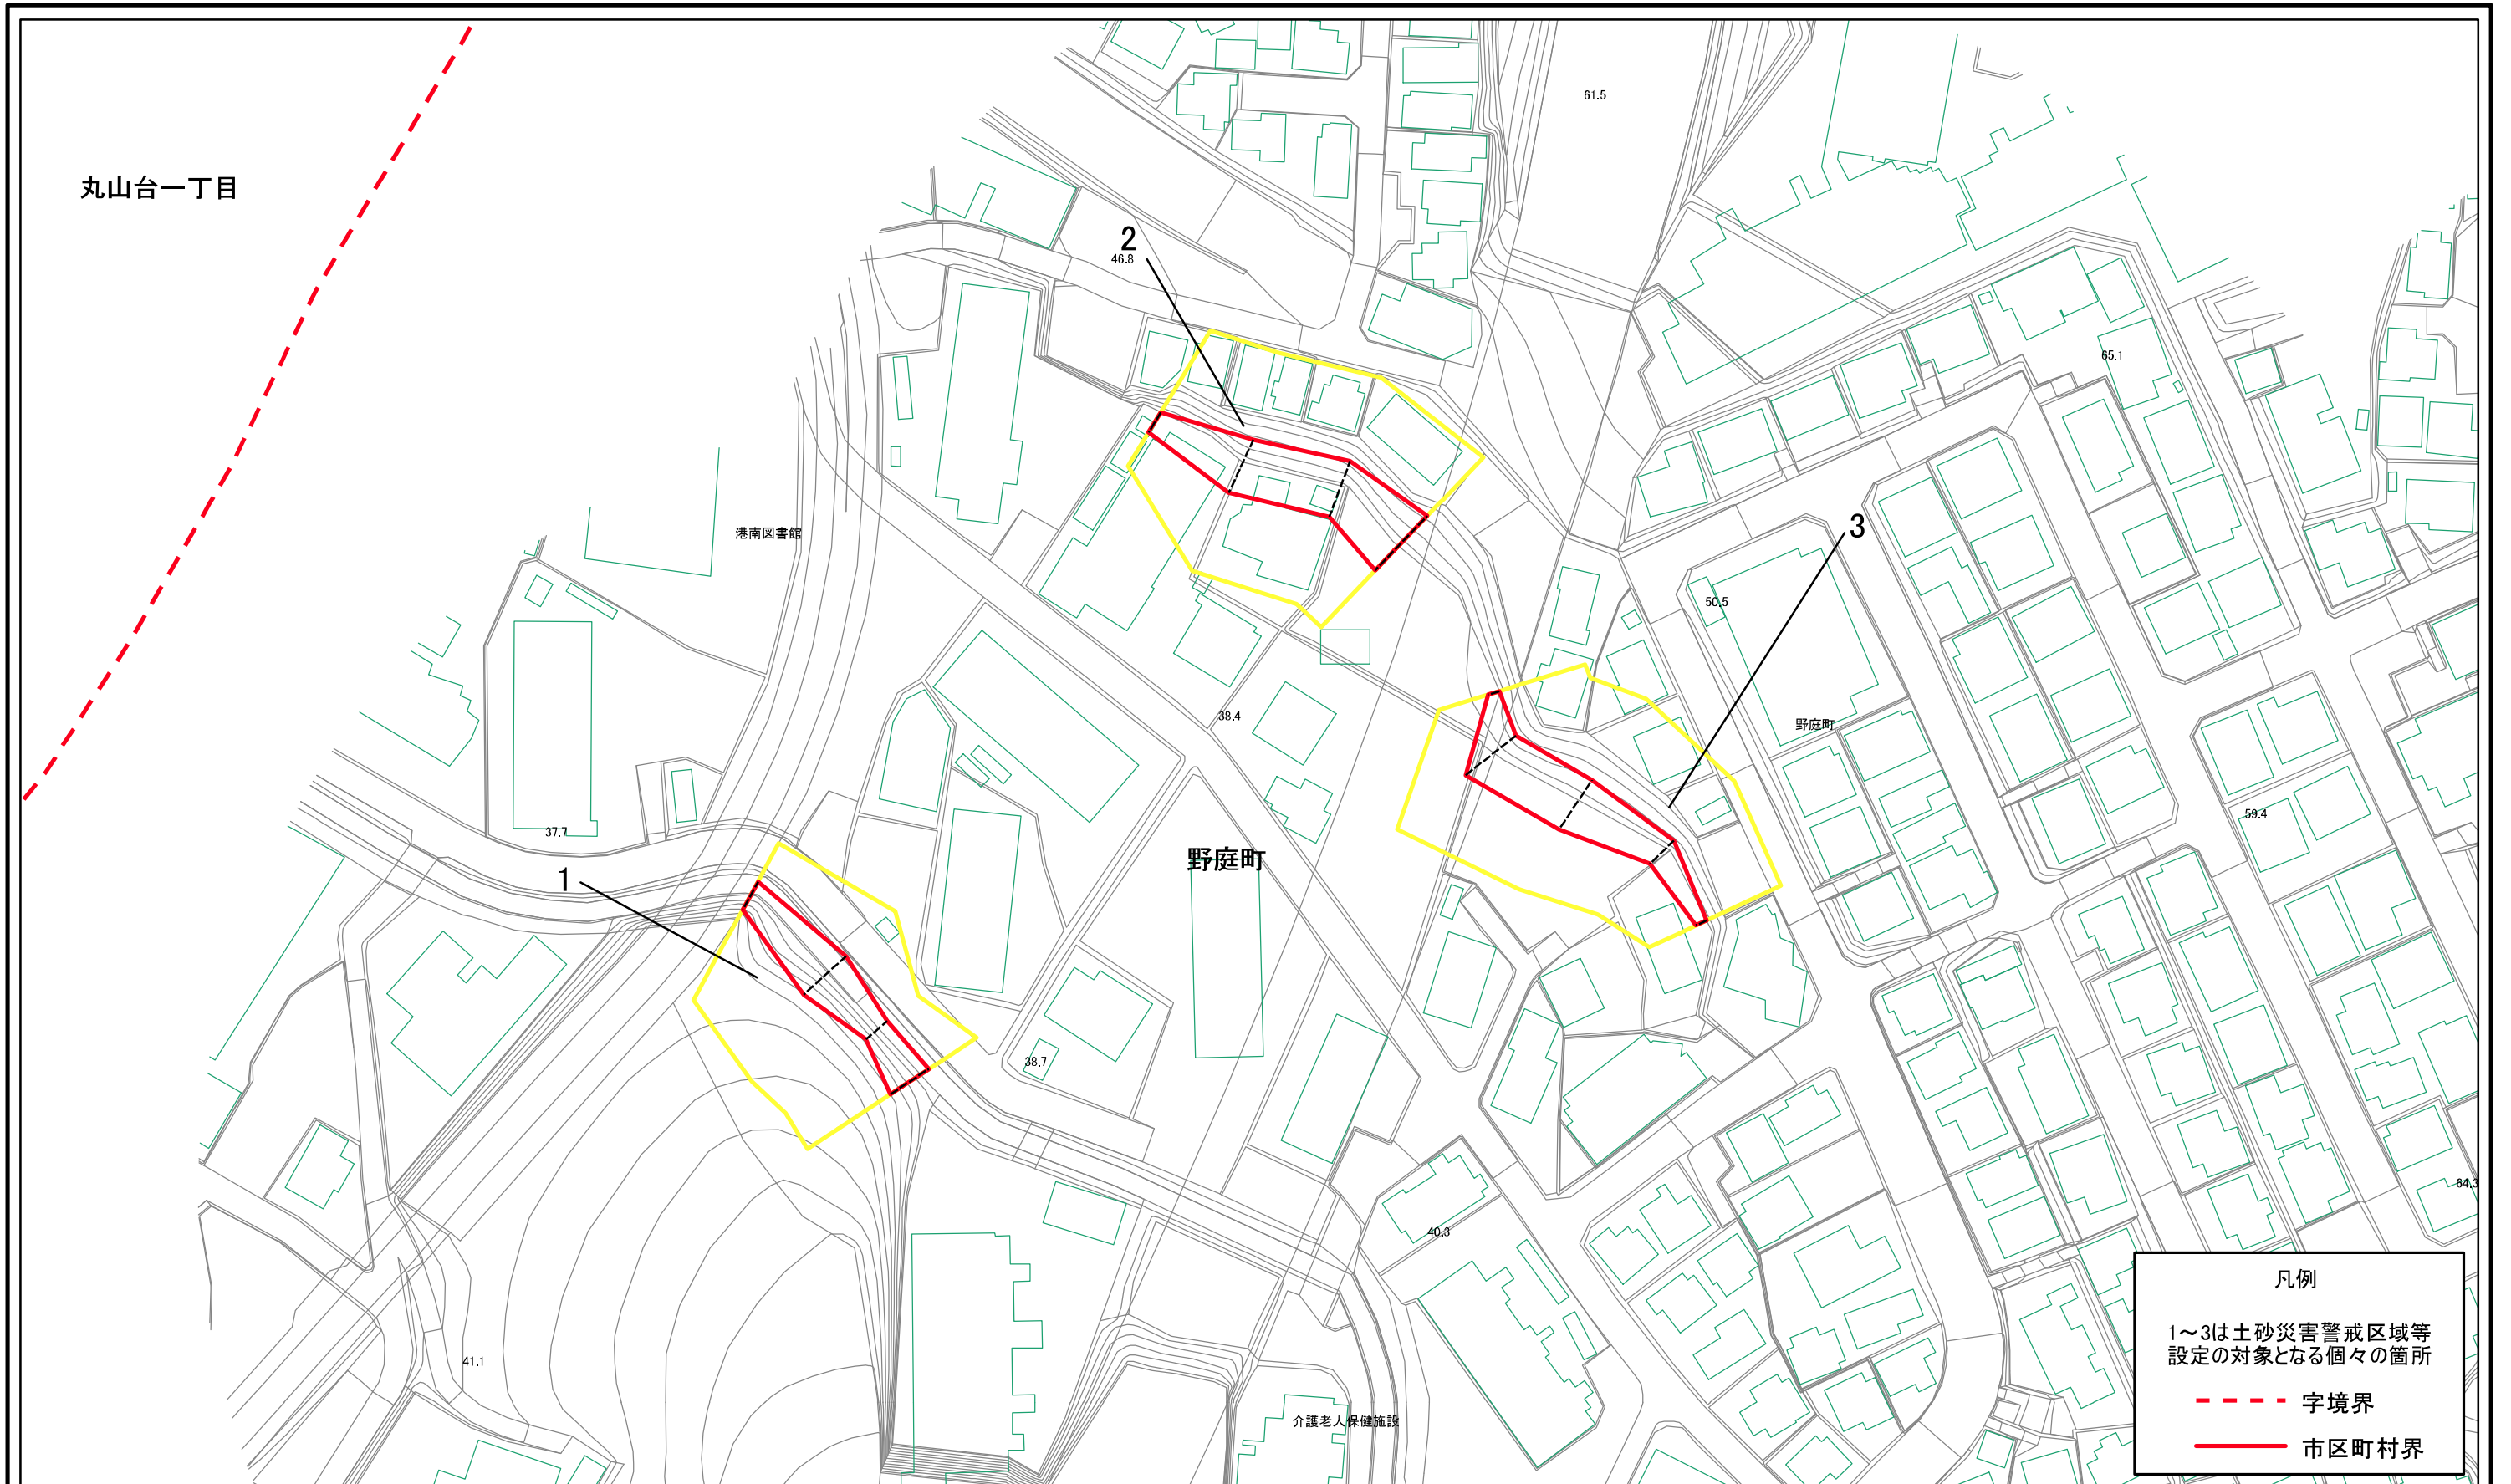 61.5
丸山台一丁目
2
46.8
65.1
3
港南図書館
50.5
38.4
野庭町
59.4
37.7
野庭町
1
38.7
64.3
40.3
41.1
介護老人保健施設
凡例
1～3は土砂災害警戒区域等
設定の対象となる個々の箇所
字境界
市区町村界